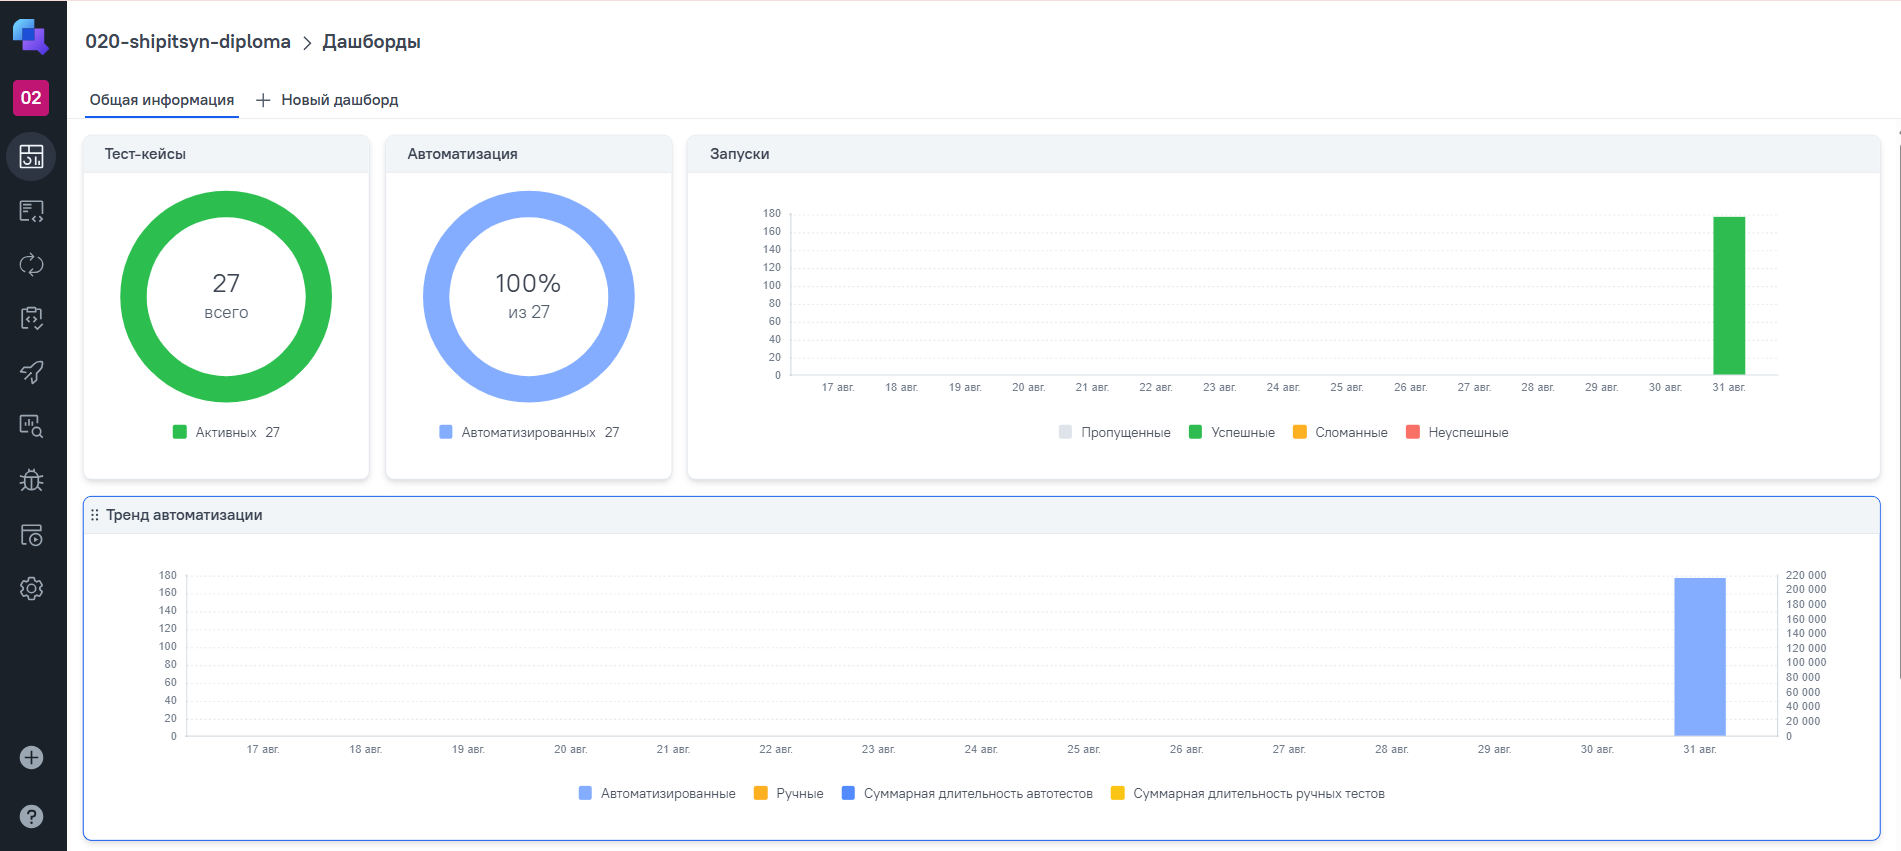 020-shipitsyn-diploma > Дашборды
02
Общая информация + Новый дашборд
Тест-кейсы
27
всего
Активных 27
Автоматизация
100%
из 27
Автоматизированных 27
Запуски
180
160
140
120
100
80
60
40
20
0
17 авг. 18 авг. 19 авг. 20 авг. 21 авг. 22 авг. 23 авг. 24 авг. 25 авг. 26 авг. 27 авг. 28 авг. 29 авг. 30 авг. 31 авг.
Пропущенные Успешные Сломанные Неуспешные
Тренд автоматизации
180
160
140
120
100
80
60
40
20
0
220 000
200 000
180 000
160 000
140 000
120 000
100 000
80 000
60 000
40 000
20 000
0
17 авг. 18 авг. 19 авг. 20 авг. 21 авг. 22 авг. 23 авг. 24 авг. 25 авг. 26 авг. 27 авг. 28 авг. 29 авг. 30 авг. 31 авг.
Автоматизированные Ручные Суммарная длительность автотестов Суммарная длительность ручных тестов